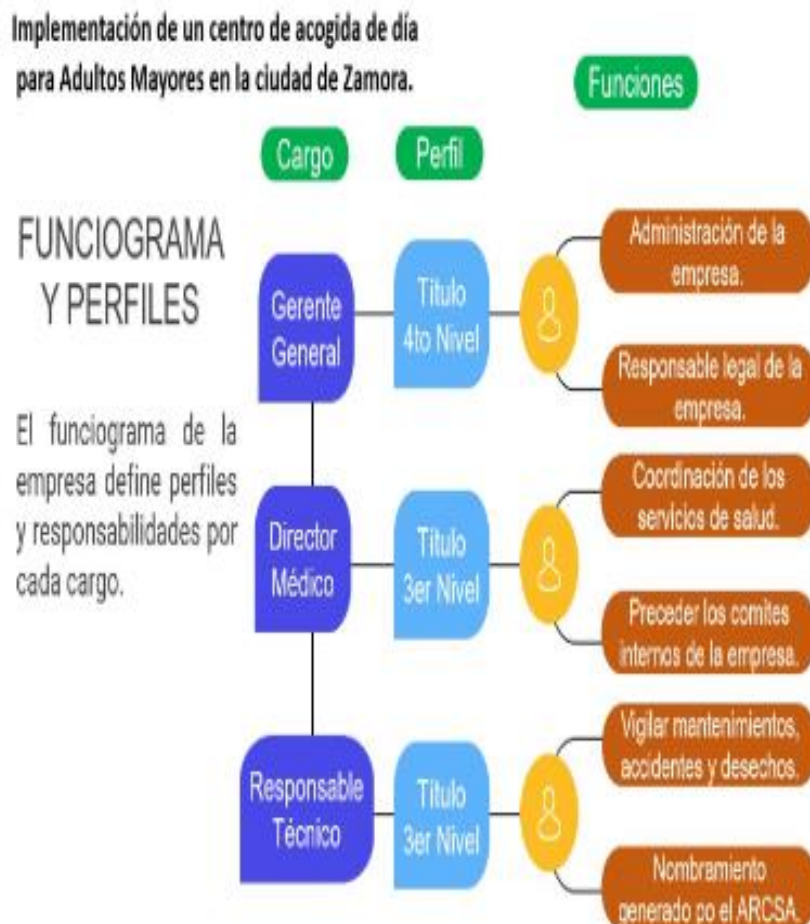 Implementación de un centro de acogida de día
para Adultos Mayores en la ciudad de Zamora.
Funciones
Cargo
Perfil
FUNCIOGRAMA
Y PERFILES
El funciograma de la
empresa define perfiles
y responsabilidades por
cada cargo.
Gerente
General
Título
4to Nivel
Administración de la
empresa.
Responsable legal de la
empresa.
Director
Médico
Título
3er Nivel
Coordinación de los
servicios de salud.
Preceder los comites
internos de la empresa.
Responsable
Técnico
Título
3er Nivel
Vigilar mantenimientos,
accidentes y desechos.
Nombramiento
generado po el ARCSA.